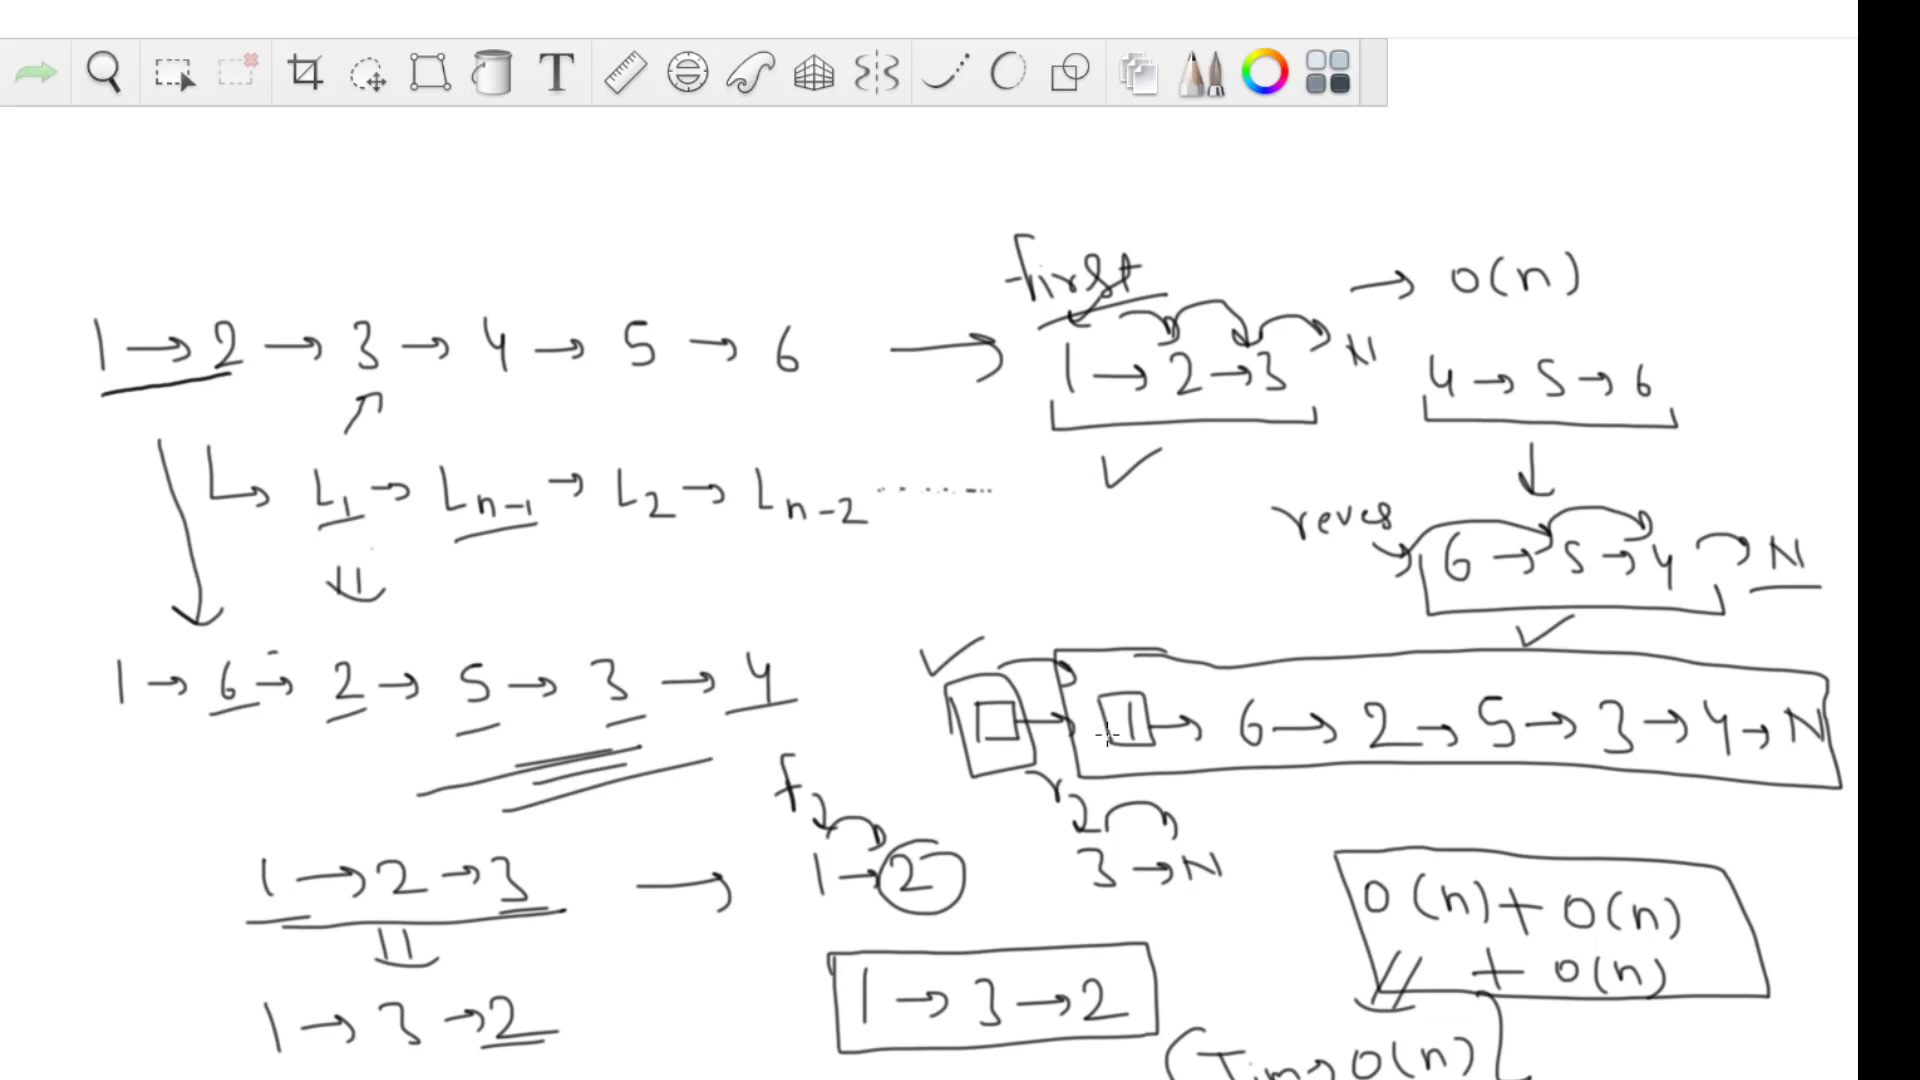 first → O(n)
1 → 2 → 3 → 4 → 5 → 6 → 1 → 2 → 3 N 4 → 5 → 6
L1 → Ln-1 → L2 → Ln-2 ........
reves 6 → 5 → 4 N
1 → 6 → 2 → 5 → 3 → 4
1 → 6 → 2 → 5 → 3 → 4 → N
f r
1 → 2 → 3 → 1 → 2 3 → N
O(n) + O(n)
+ O(n)
1 → 3 → 2
1 → 3 → 2
O(n)